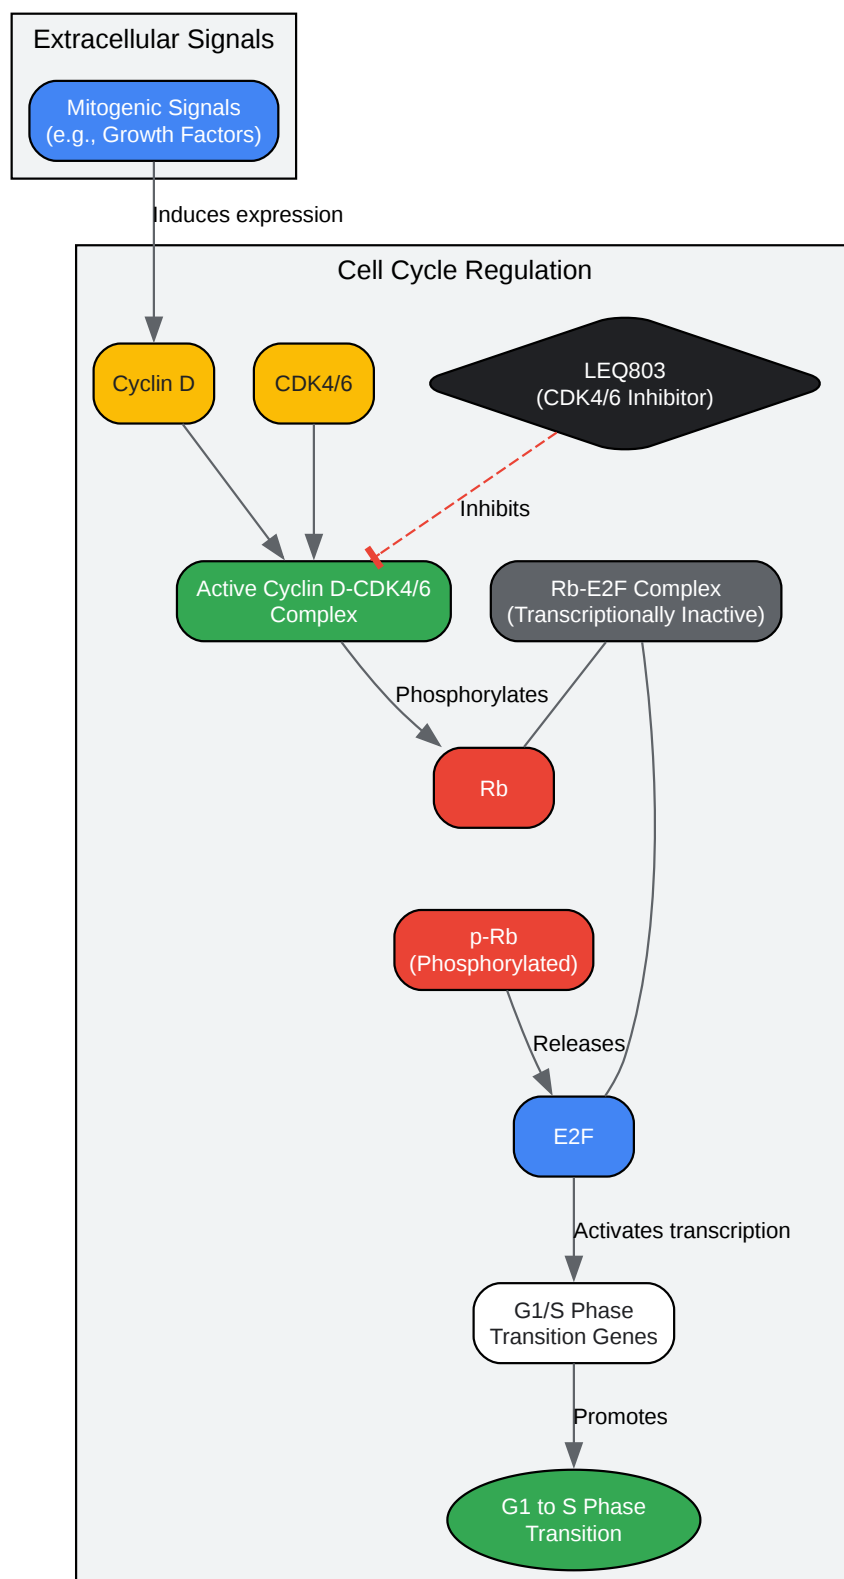 Extracellular Signals
Mitogenic Signals
(e.g., Growth Factors)
Induces expression
Cell Cycle Regulation
Cyclin D
CDK4/6
LEQ803
(CDK4/6 Inhibitor)
Inhibits
Active Cyclin D-CDK4/6
Complex
Rb-E2F Complex
(Transcriptionally Inactive)
Phosphorylates
Rb
p-Rb
(Phosphorylated)
Releases
E2F
Activates transcription
G1/S Phase
Transition Genes
Promotes
G1 to S Phase
Transition